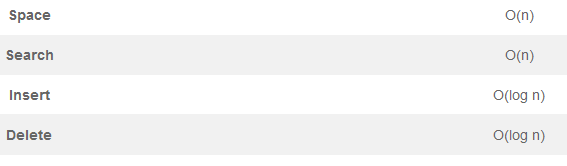 Space O(n)
Search O(n)
Insert O(log n)
Delete O(log n)